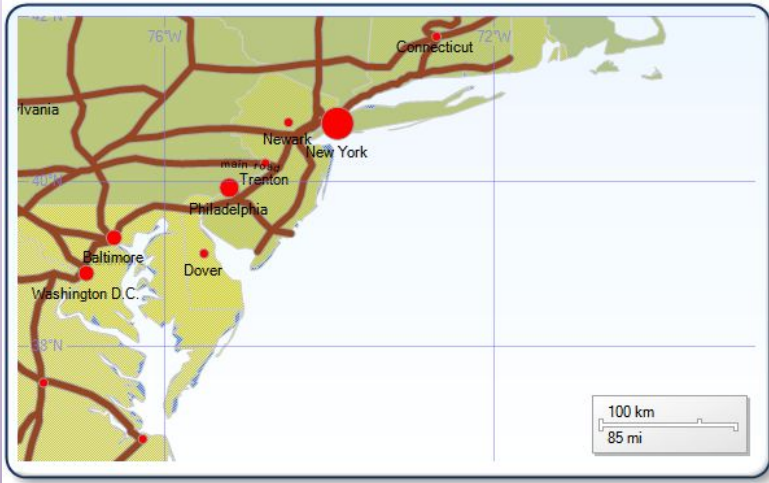 42°N
76°W
72°W
Connecticut
lvania
Newark
New York
main road
Trenton
40°N
Philadelphia
Baltimore
Dover
Washington D.C.
38°N
100 km
85 mi